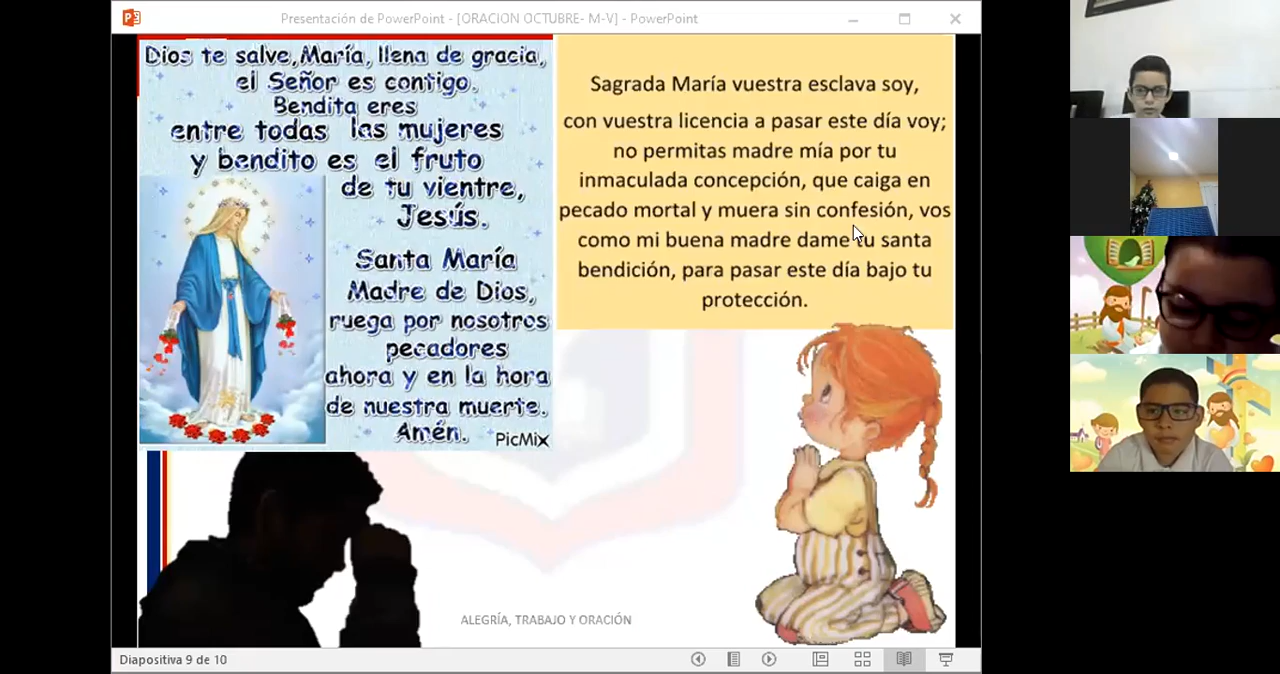 Presentación de PowerPoint - [ORACION OCTUBRE- M-V] - PowerPoint
Dios te salve, María, llena de gracia,
el Señor es contigo.
Bendita eres
entre todas las mujeres
y bendito es el fruto
de tu vientre,
Jesús.
Santa María
Madre de Dios,
ruega por nosotros
pecadores
ahora y en la hora
de nuestra muerte.
Amén.
PicMix
Sagrada María vuestra esclava soy,
con vuestra licencia a pasar este día voy;
no permitas madre mía por tu
inmaculada concepción, que caiga en
pecado mortal y muera sin confesión, vos
como mi buena madre dame tu santa
bendición, para pasar este día bajo tu
protección.
ALEGRÍA, TRABAJO Y ORACIÓN
Diapositiva 9 de 10